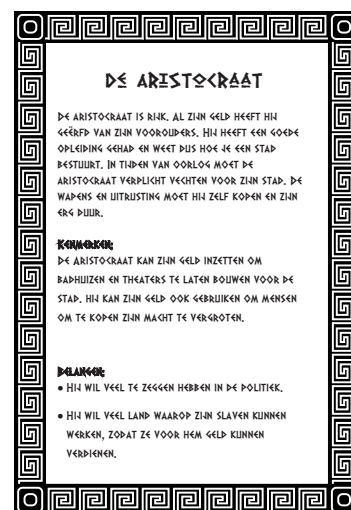 DE ARISTOCRAAT
DE ARISTOCRAAT IS RIJK. AL ZIJN GELD HEEFT HIJ
GEËRFD VAN ZIJN VOOROUDERS. HIJ HEEFT EEN GOEDE
OPLEIDING GEHAD EN WEET DUS HOE JE EEN STAD
BESTUURT. IN TIJDEN VAN OORLOG MOET DE
ARISTOCRAAT VERPLICHT VECHTEN VOOR ZIJN STAD. DE
WAPENS EN UITRUSTING MOET HIJ ZELF KOPEN EN ZIJN
ERG DUUR.
KENMERKEN:
DE ARISTOCRAAT KAN ZIJN GELD INZETTEN OM
BADHUIZEN EN THEATERS TE LATEN BOUWEN VOOR DE
STAD. HIJ KAN ZIJN GELD OOK GEBRUIKEN OM MENSEN
OM TE KOPEN ZIJN MACHT TE VERGROTEN.
BELANGEN:
• HIJ WIL VEEL TE ZEGGEN HEBBEN IN DE POLITIEK.
• HIJ WIL VEEL LAND WAAROP ZIJN SLAVEN KUNNEN
WERKEN, ZODAT ZE VOOR HEM GELD KUNNEN
VERDIENEN.